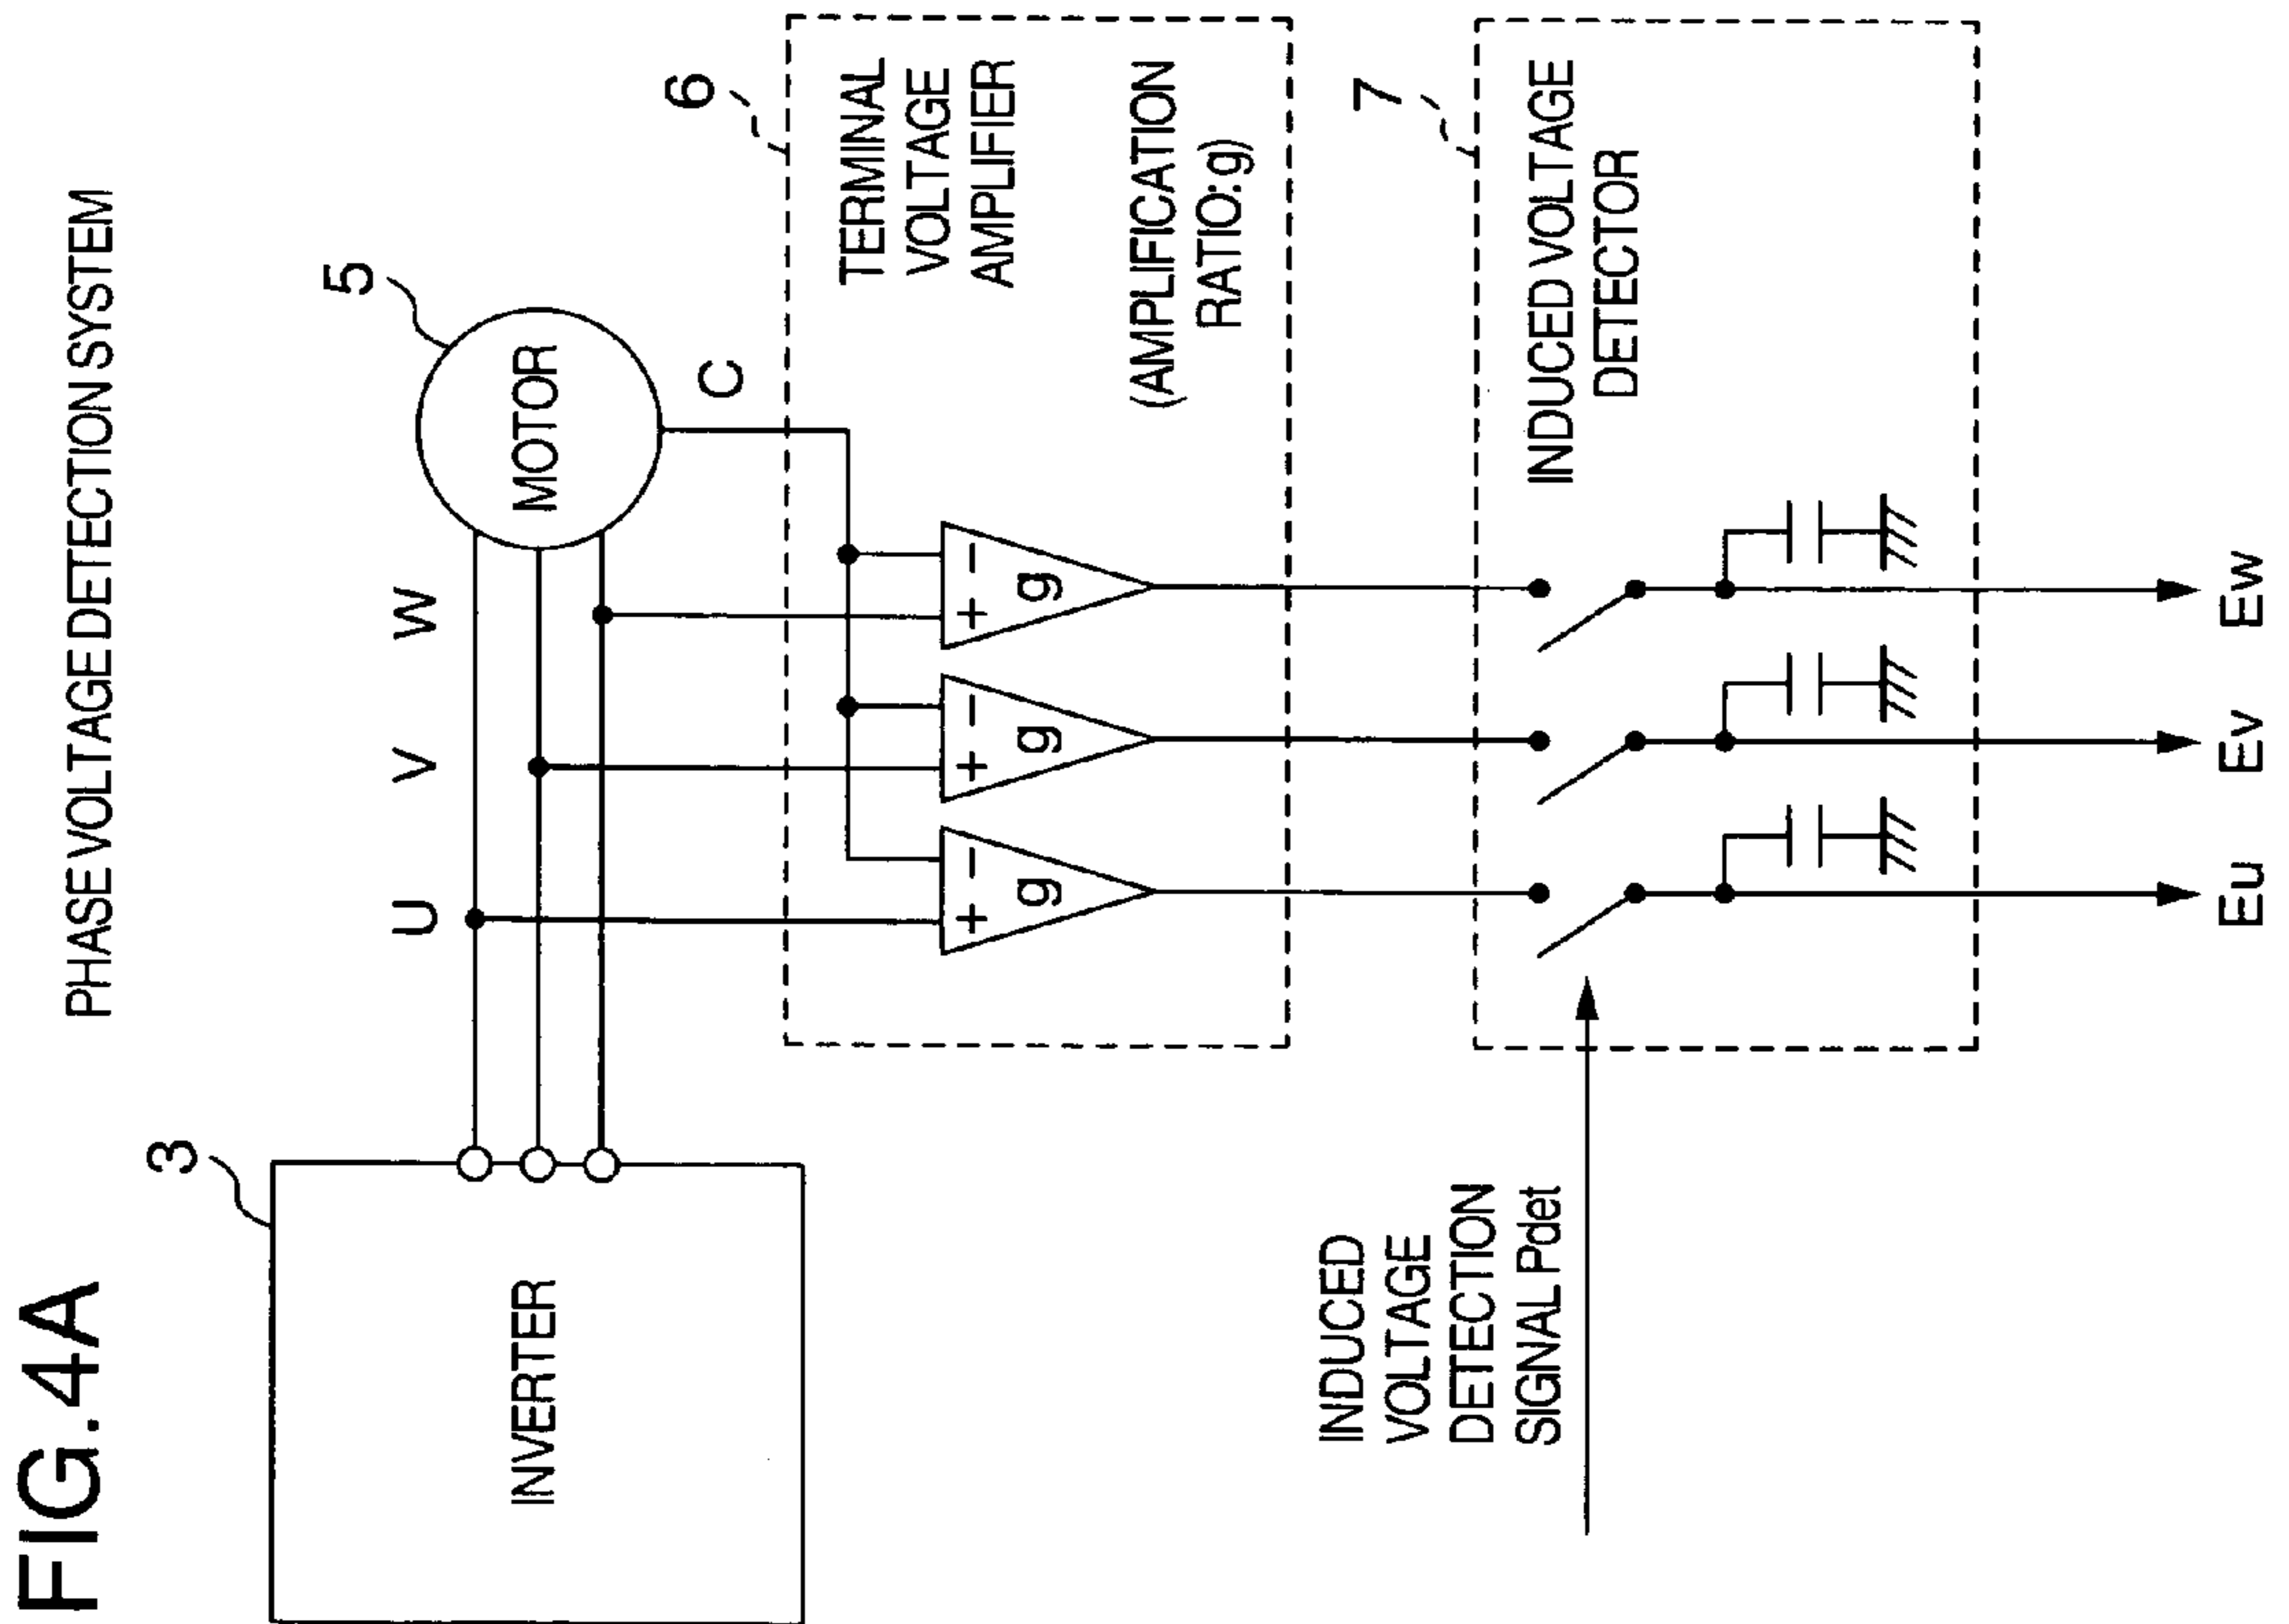 FIG.4A
PHASE VOLTAGE DETECTION SYSTEM
3
INVERTER
U
V
W
5
MOTOR
C
6
TERMINAL
VOLTAGE
AMPLIFIER
(AMPLIFICATION
RATIO:g)
+ −
g
+ −
g
+ −
g
7
INDUCED VOLTAGE
DETECTOR
INDUCED
VOLTAGE
DETECTION
SIGNAL Pdet
Eu
Ev
Ew